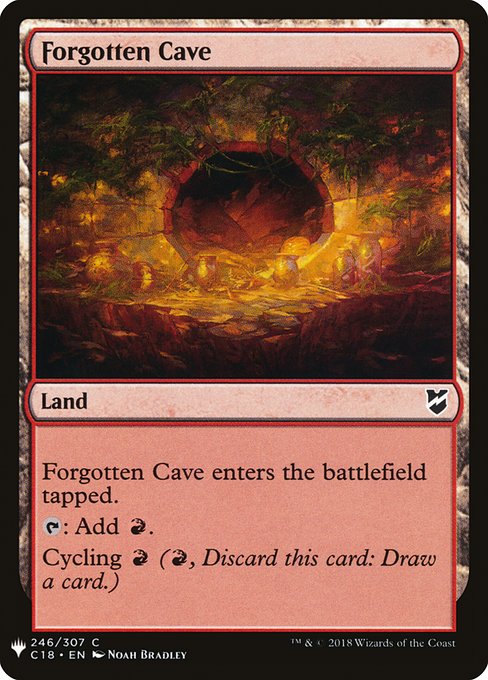 Forgotten Cave
Land
Forgotten Cave enters the battlefield
tapped.
: Add .
Cycling (, Discard this card: Draw
a card.)
246/307 C
C18 • EN Noah Bradley
™ & © 2018 Wizards of the Coast